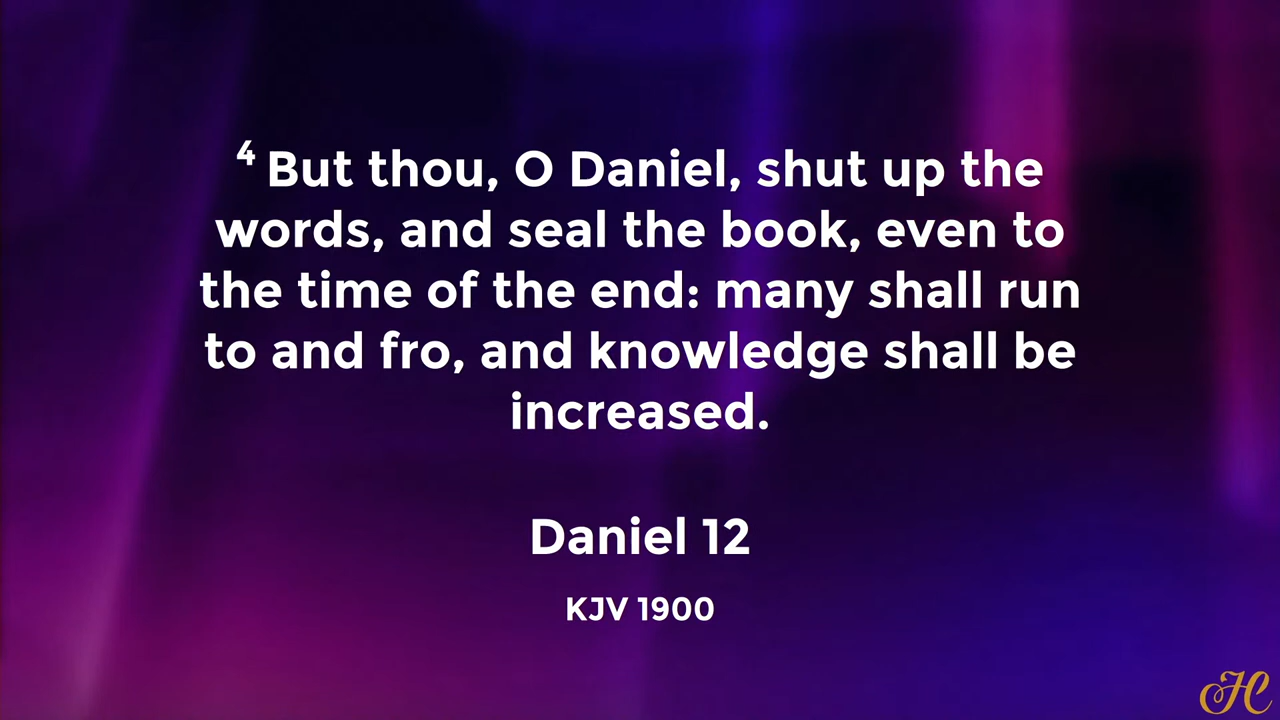 4 But thou, O Daniel, shut up the
words, and seal the book, even to
the time of the end: many shall run
to and fro, and knowledge shall be
increased.
Daniel 12
KJV 1900
HC